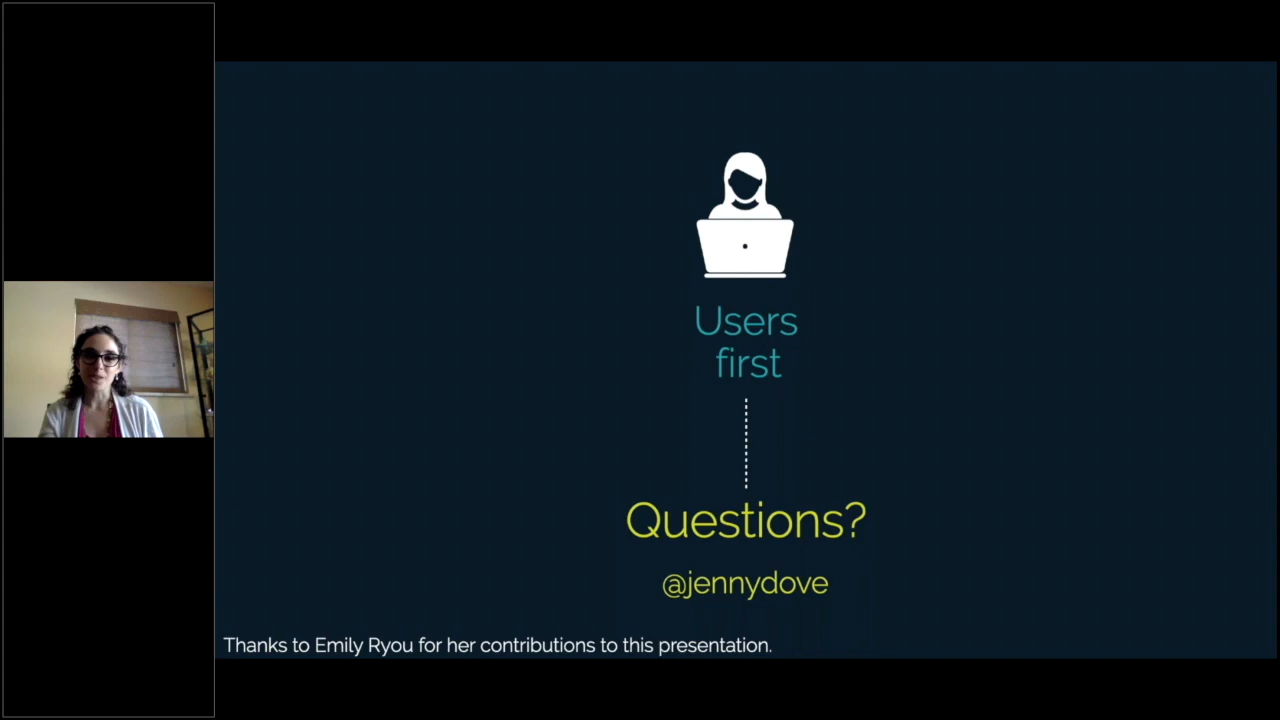 Users
first
Questions?
@jennydove
Thanks to Emily Ryou for her contributions to this presentation.